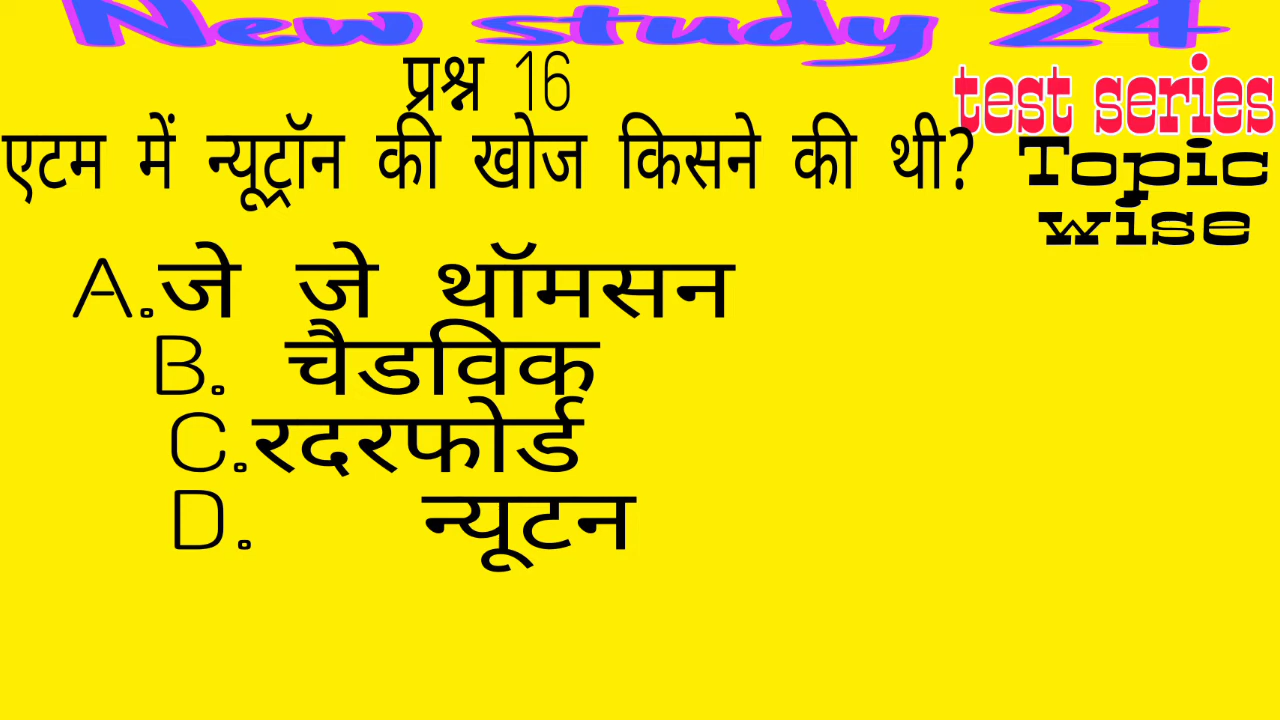 New study 24
प्रश्न 16
test series
एटम में न्यूट्रॉन की खोज किसने की थी?
Topic
wise
A.जे जे थॉमसन
B. चैडविक
C.रदरफोर्ड
D. न्यूटन